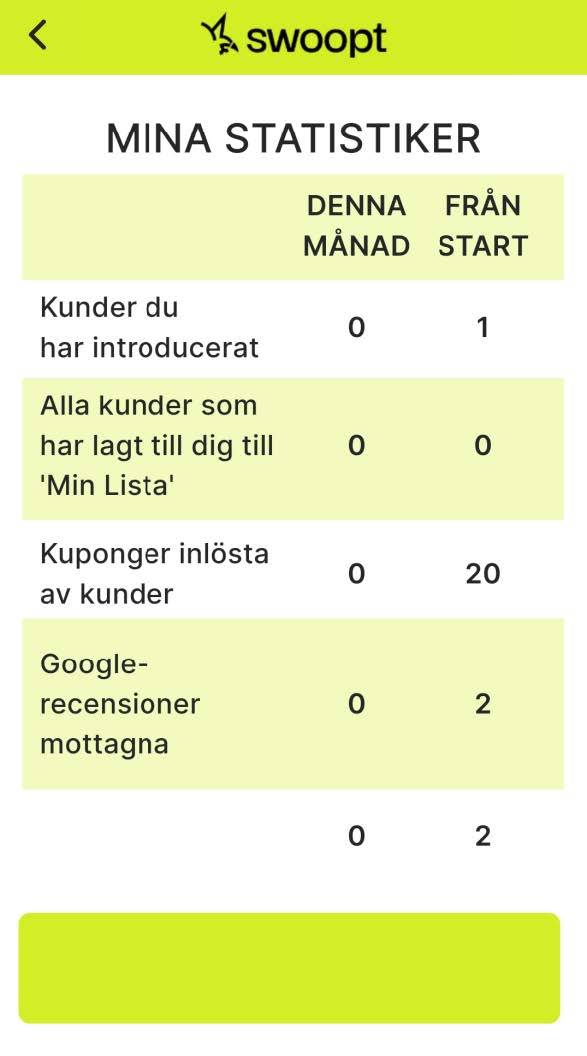 swoopt
MINA STATISTIKER
DENNA FRÅN
MÅNAD START
Kunder du
har introducerat
0 1
Alla kunder som
har lagt till dig till
'Min Lista'
0 0
Kuponger inlösta
av kunder
0 20
Google-
recensioner
mottagna
0 2
0 2